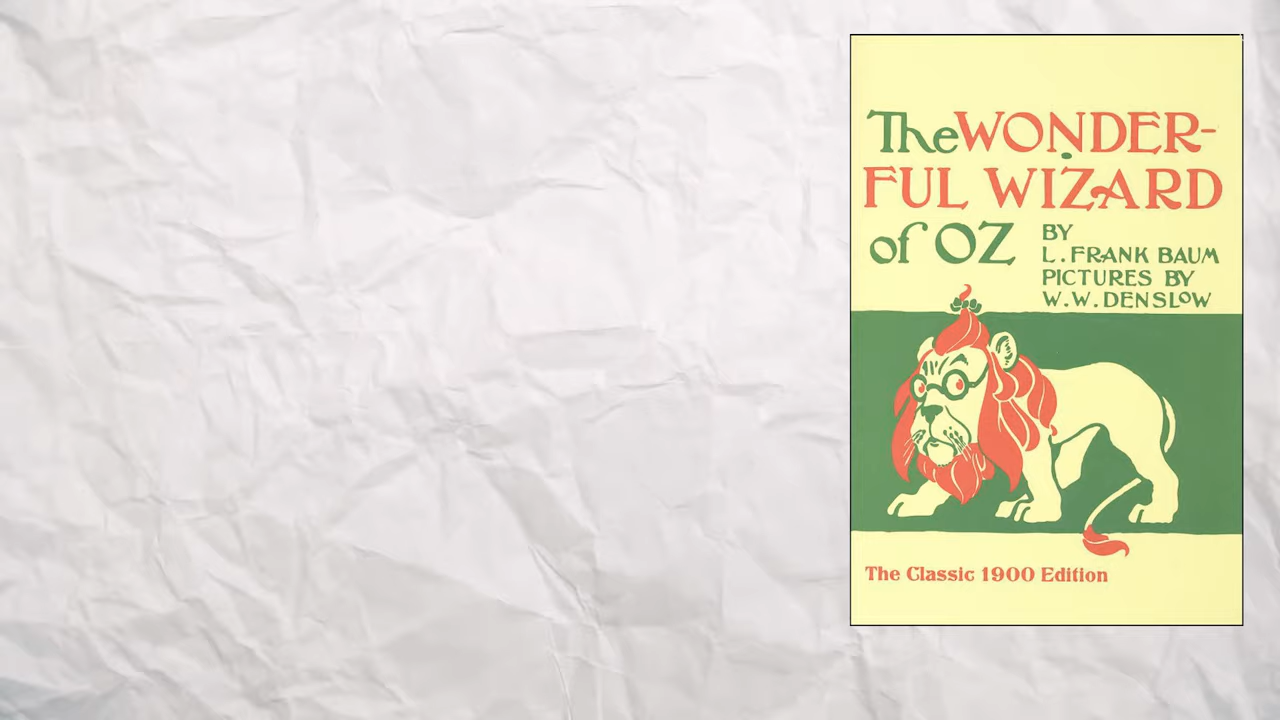 The WONDER-
FUL WIZARD
of OZ
BY
L. FRANK BAUM
PICTURES BY
W. W. DENSLOW
The Classic 1900 Edition